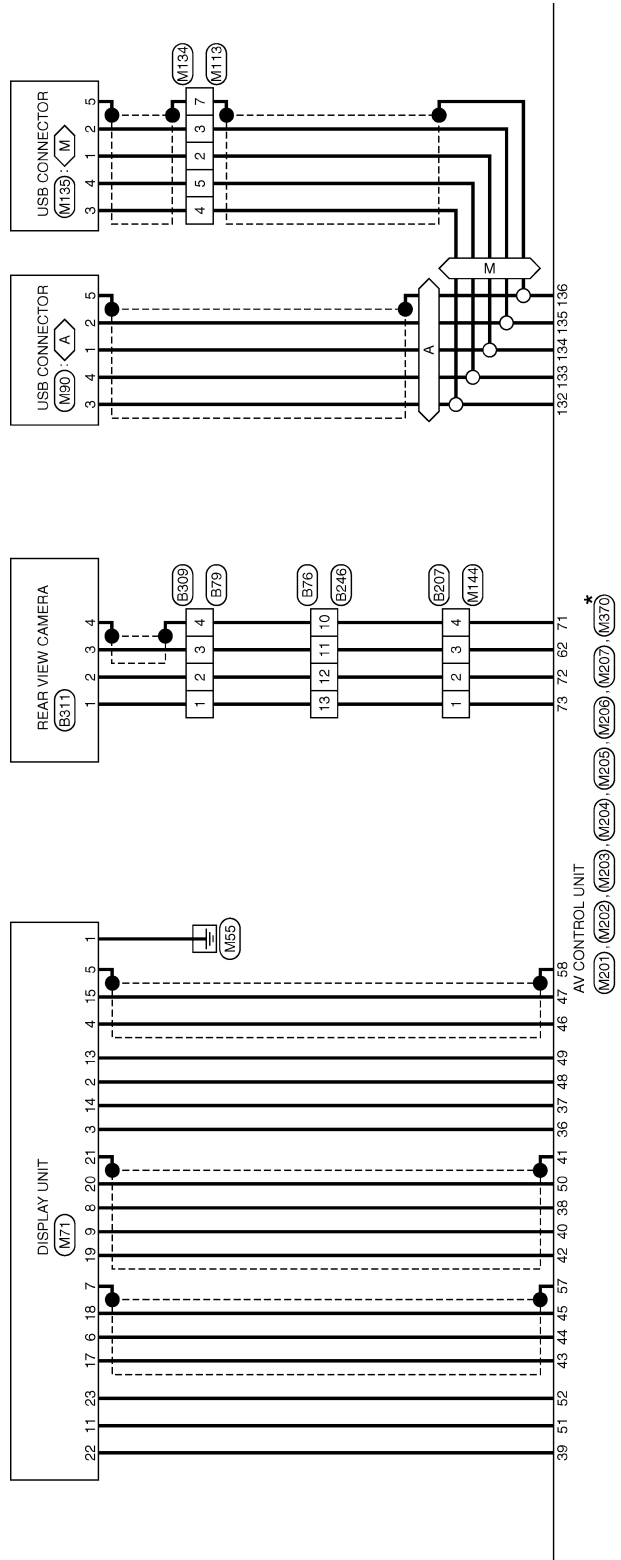 DISPLAY UNIT
M71
22 11 23 17 6 18 7 19 9 8 20 21 3 14 2 13 4 15 5 1
M55
39 51 52 43 44 45 57 42 40 38 50 41 36 37 48 49 46 47 58
REAR VIEW CAMERA
B311
1 2 3 4
1 2 3 4
B309
B79
13 12 11 10
B76
B246
1 2 3 4
B207
M144
73 72 62 71
USB CONNECTOR
M90 : A
3 4 1 2 5
A
132 133 134 135 136
USB CONNECTOR
M135 : M
3 4 1 2 5
4 5 2 3 7
M134
M113
M
AV CONTROL UNIT
M201 , M202 , M203 , M204 , M205 , M206 , M207 , M370 *